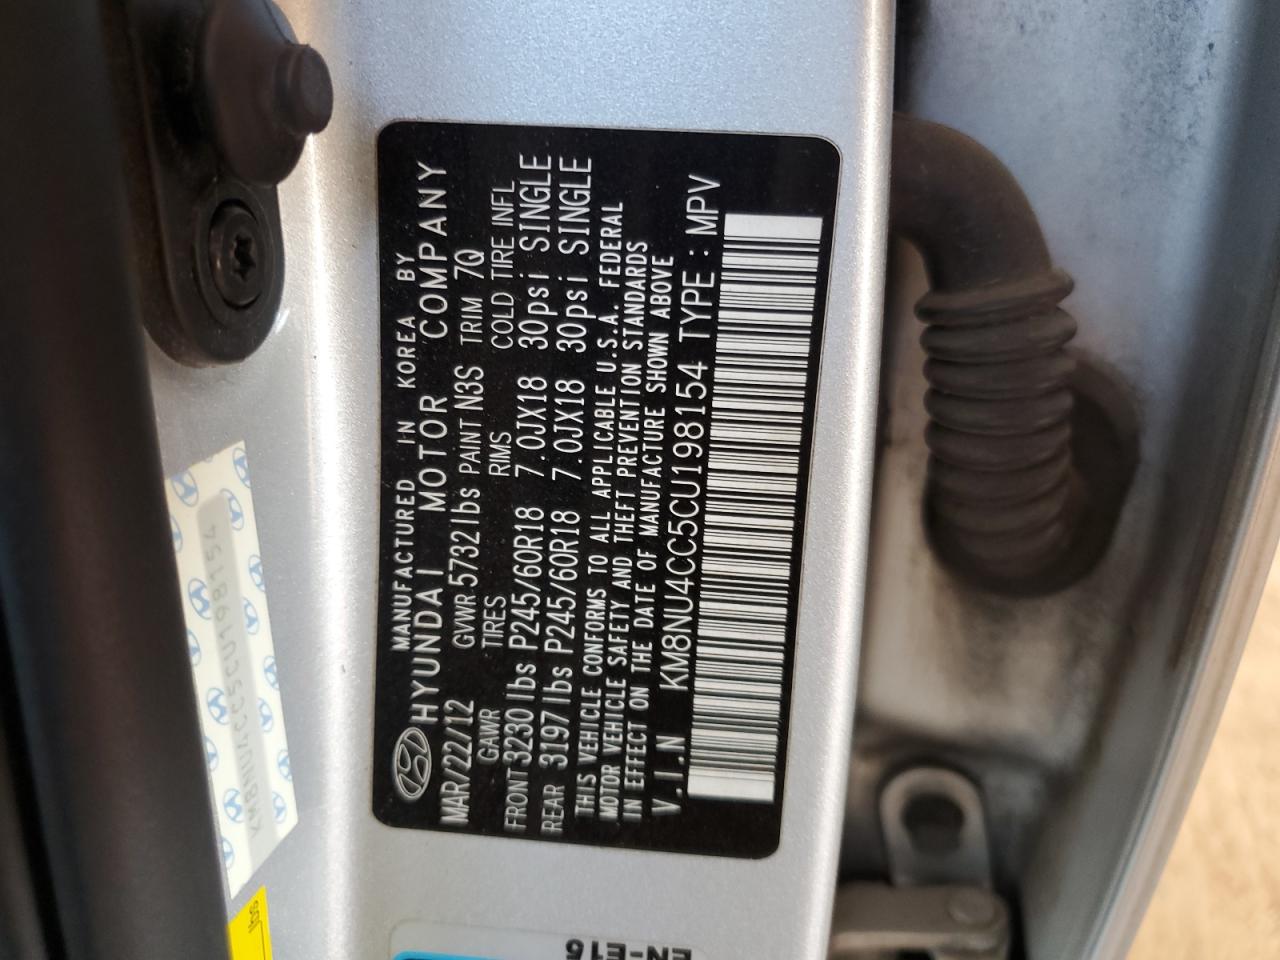 MANUFACTURED IN KOREA BY
HYUNDAI MOTOR COMPANY
MAR/22/12 GVWR 5732lbs PAINT N3S TRIM 7Q
GAWR TIRES RIMS COLD TIRE INFL
FRONT 3230 lbs P245/60R18 7.0JX18 30psi SINGLE
REAR 3197 lbs P245/60R18 7.0JX18 30psi SINGLE
THIS VEHICLE CONFORMS TO ALL APPLICABLE U.S.A. FEDERAL
MOTOR VEHICLE SAFETY AND THEFT PREVENTION STANDARDS
IN EFFECT ON THE DATE OF MANUFACTURE SHOWN ABOVE
V.I.N KM8NU4CC5CU198154 TYPE : MPV
KM8NU4CC5CU198154
EN-E16